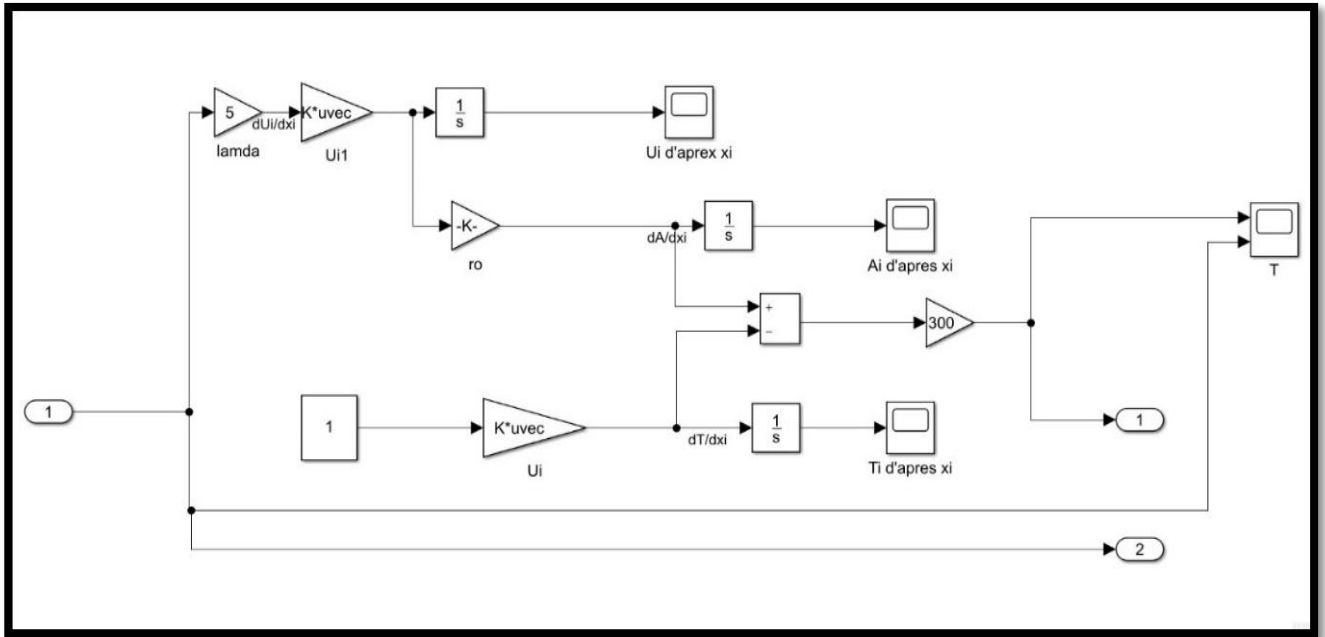 5
dUi/dxi
K*uvec
1
s
lamda
Ui1
Ui d'aprex xi
-K-
ro
dA/dxi
1
s
Ai d'apres xi
T
+
−
300
1
1
K*uvec
Ui
dT/dxi
1
s
Ti d'apres xi
1
2